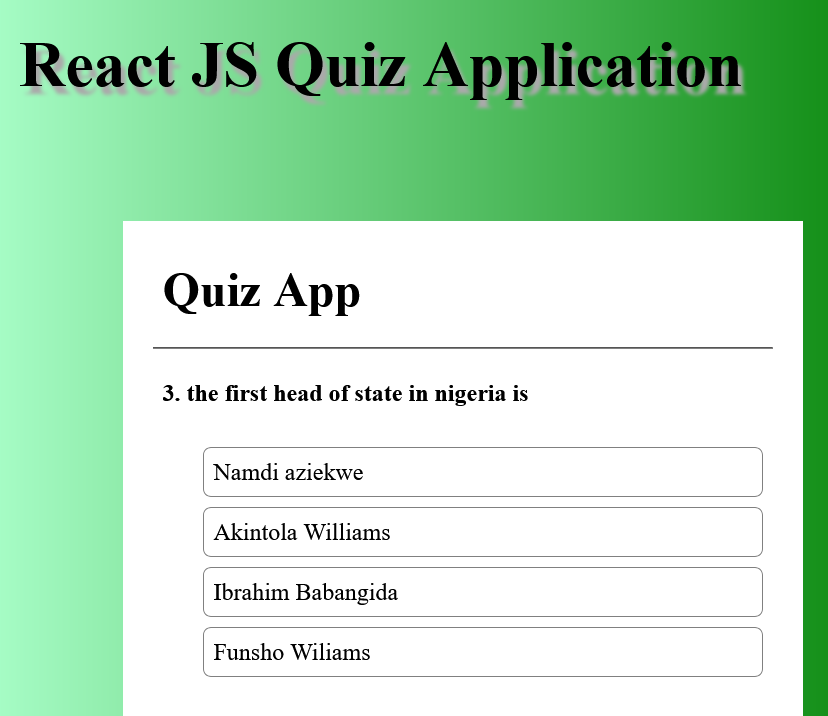 React JS Quiz Application
Quiz App
3. the first head of state in nigeria is
Namdi aziekwe
Akintola Williams
Ibrahim Babangida
Funsho Wiliams